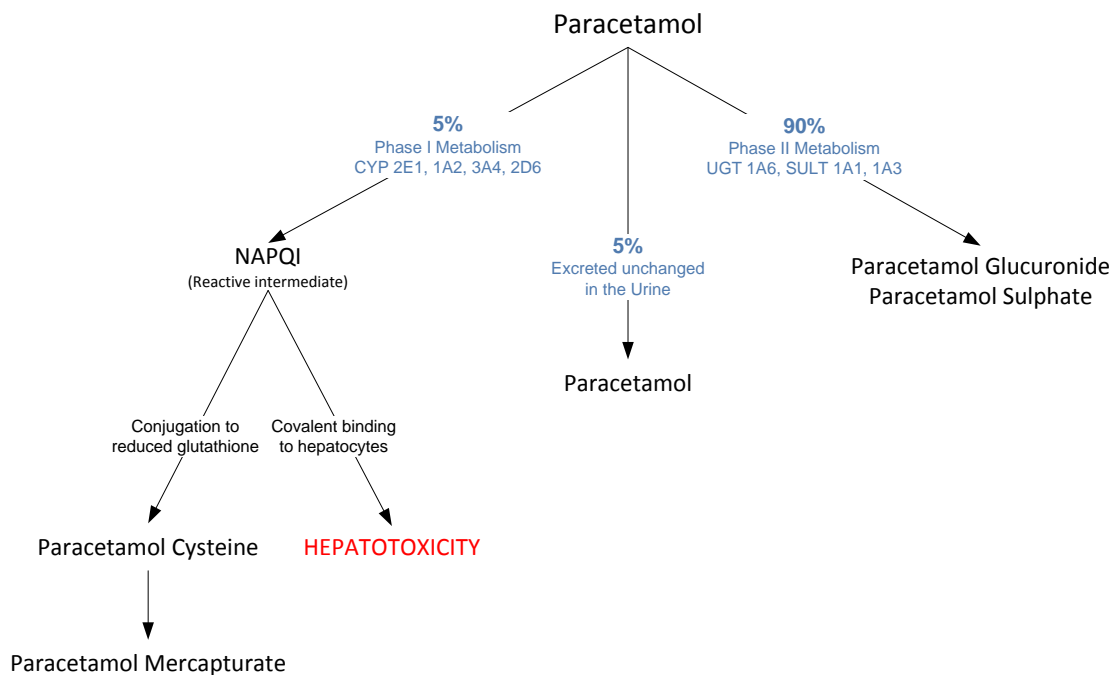 Paracetamol
5%
Phase I Metabolism
CYP 2E1, 1A2, 3A4, 2D6
90%
Phase II Metabolism
UGT 1A6, SULT 1A1, 1A3
NAPQI
(Reactive intermediate)
5%
Excreted unchanged
in the Urine
Paracetamol Glucuronide
Paracetamol Sulphate
Paracetamol
Conjugation to
reduced glutathione
Covalent binding
to hepatocytes
Paracetamol Cysteine
HEPATOTOXICITY
Paracetamol Mercapturate